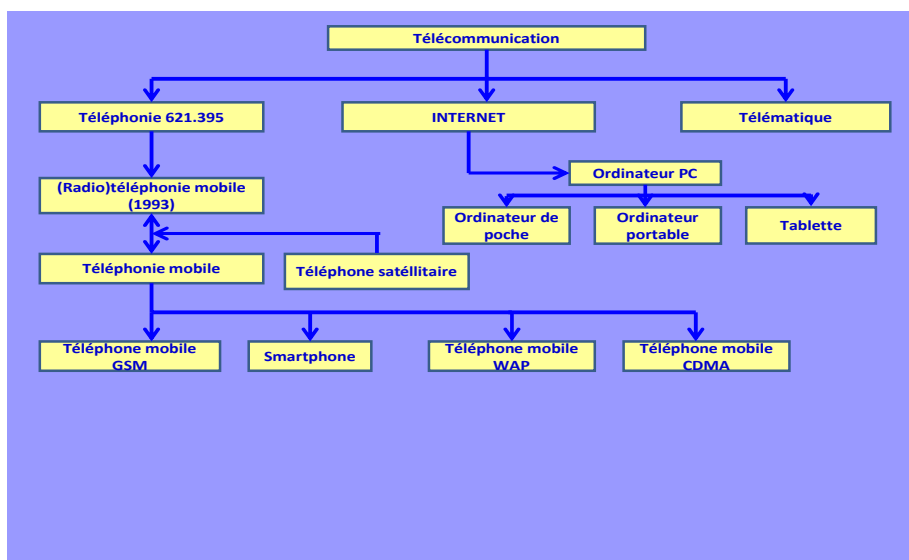 Télécommunication
Téléphonie 621.395
INTERNET
Télématique
Ordinateur PC
(Radio)téléphonie mobile
(1993)
Ordinateur de
poche
Ordinateur
portable
Tablette
Téléphonie mobile
Téléphone satéllitaire
Téléphone mobile
GSM
Smartphone
Téléphone mobile
WAP
Téléphone mobile
CDMA